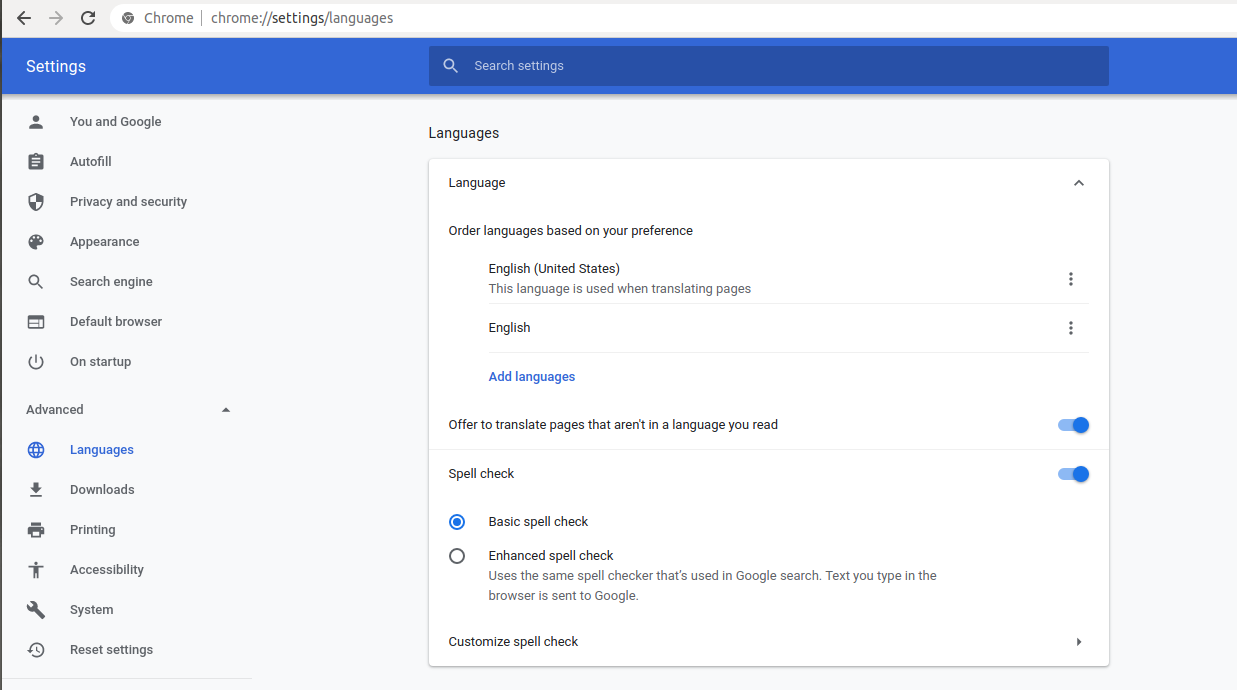 Chrome | chrome://settings/languages
Settings
Search settings
You and Google
Autofill
Privacy and security
Appearance
Search engine
Default browser
On startup
Advanced
Languages
Downloads
Printing
Accessibility
System
Reset settings
Languages
Language
Order languages based on your preference
English (United States)
This language is used when translating pages
English
Add languages
Offer to translate pages that aren't in a language you read
Spell check
Basic spell check
Enhanced spell check
Uses the same spell checker that’s used in Google search. Text you type in the
browser is sent to Google.
Customize spell check